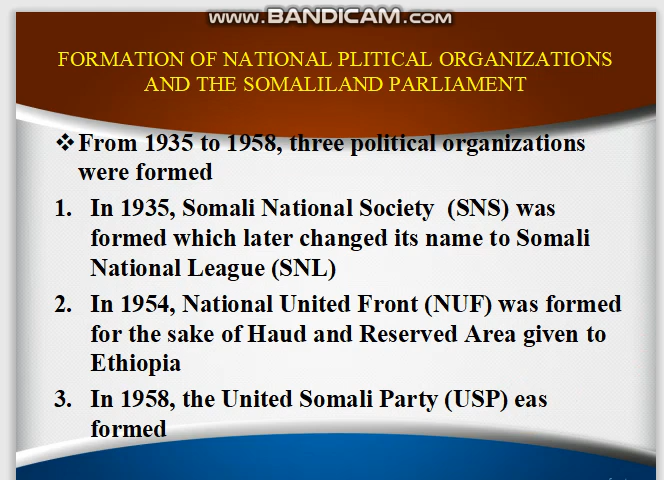 www.BANDICAM.com
FORMATION OF NATIONAL PLITICAL ORGANIZATIONS
AND THE SOMALILAND PARLIAMENT
❖From 1935 to 1958, three political organizations
were formed
1. In 1935, Somali National Society (SNS) was
formed which later changed its name to Somali
National League (SNL)
2. In 1954, National United Front (NUF) was formed
for the sake of Haud and Reserved Area given to
Ethiopia
3. In 1958, the United Somali Party (USP) eas
formed